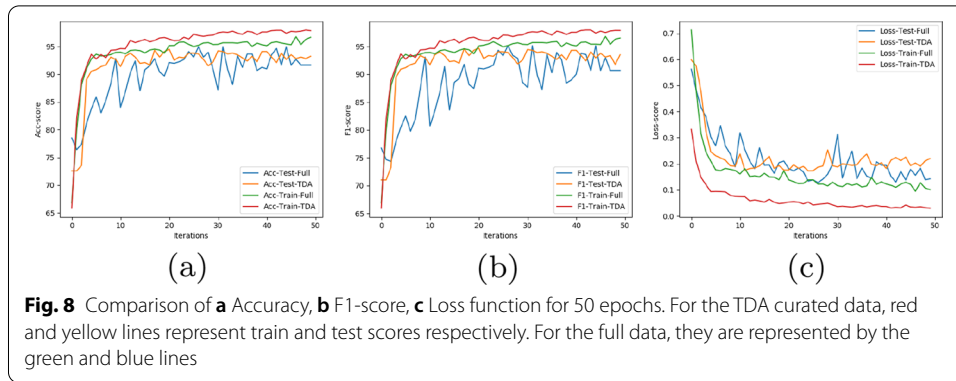 95
90
85
80
75
70
65
Acc-score
0 10 20 30 40 50
Iterations
Acc-Test-Full
Acc-Test-TDA
Acc-Train-Full
Acc-Train-TDA
(a)
95
90
85
80
75
70
65
F1-score
0 10 20 30 40 50
Iterations
F1-Test-Full
F1-Test-TDA
F1-Train-Full
F1-Train-TDA
(b)
0.7
0.6
0.5
0.4
0.3
0.2
0.1
0.0
Loss-score
0 10 20 30 40 50
Iterations
Loss-Test-Full
Loss-Test-TDA
Loss-Train-Full
Loss-Train-TDA
(c)
Fig. 8 Comparison of a Accuracy, b F1-score, c Loss function for 50 epochs. For the TDA curated data, red
and yellow lines represent train and test scores respectively. For the full data, they are represented by the
green and blue lines